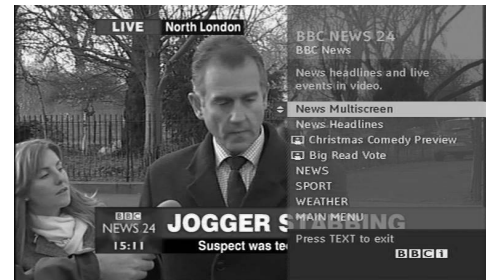 LIVE North London
BBC NEWS 24
BBC News
News headlines and live
events in video.
News Multiscreen
News Headlines
Christmas Comedy Preview
Big Read Vote
NEWS
SPORT
WEATHER
MAIN MENU
Press TEXT to exit
BBCi
BBC
NEWS 24
15:11
JOGGER STABBING
Suspect was